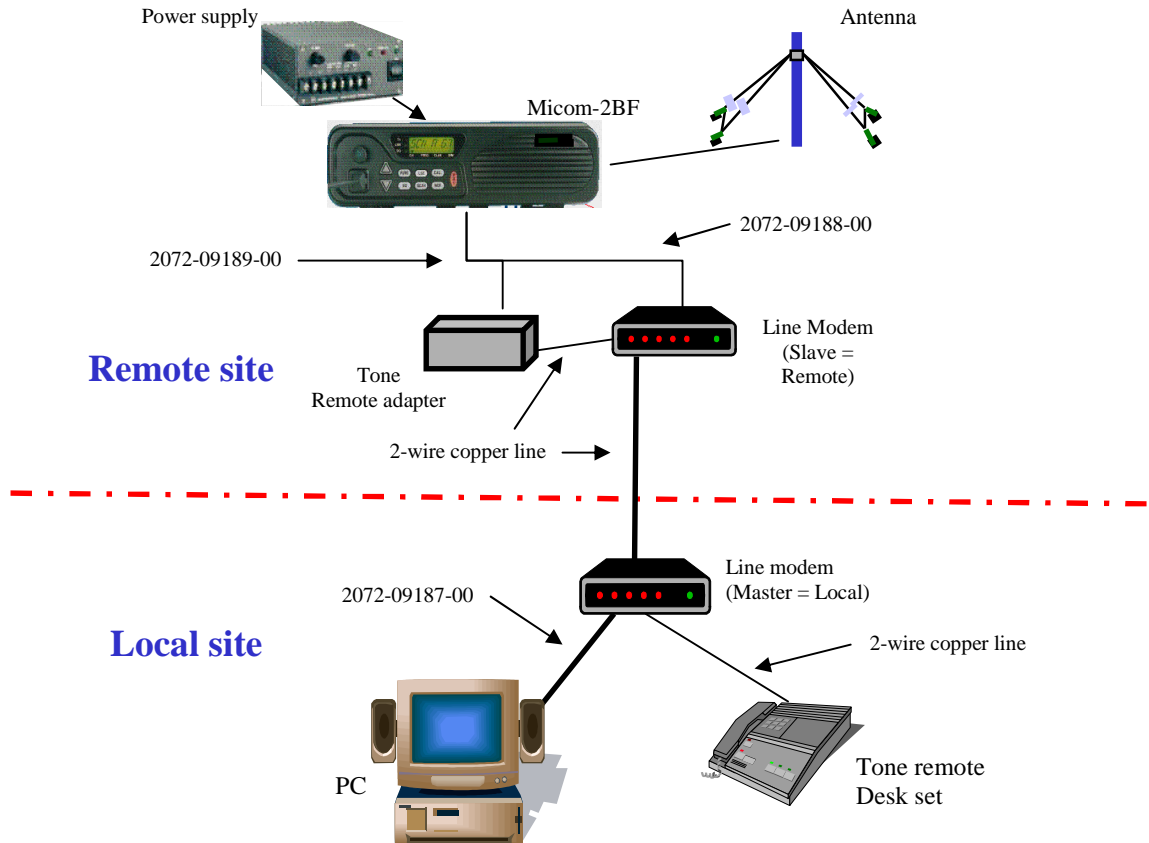 Power supply
Antenna
Micom-2BF
2072-09188-00
2072-09189-00
Line Modem
(Slave =
Remote)
Remote site
Tone
Remote adapter
2-wire copper line
Line modem
(Master = Local)
2072-09187-00
Local site
2-wire copper line
PC
Tone remote
Desk set